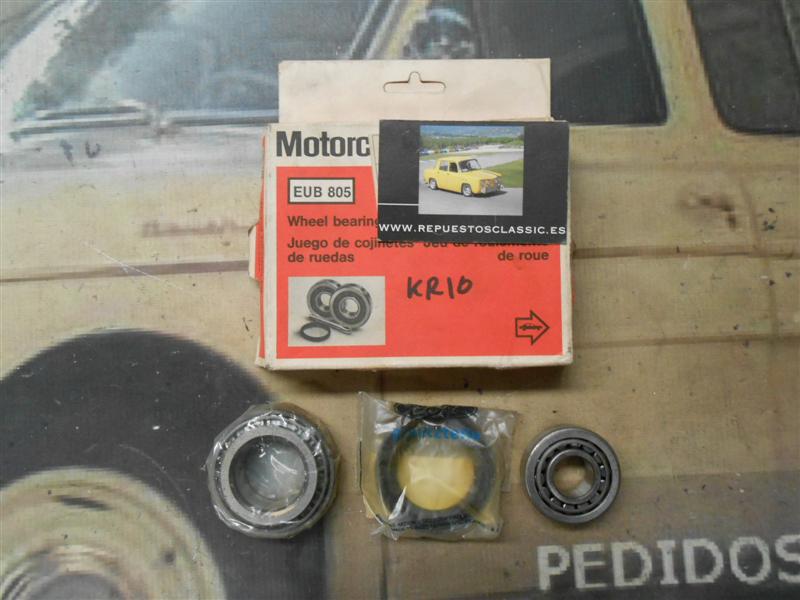 Motorc
EUB 805
Wheel bearing
WWW.REPUESTOSCLASSIC.ES
Juego de cojinetes
de ruedas
de roue
KR10
PEDIDOS